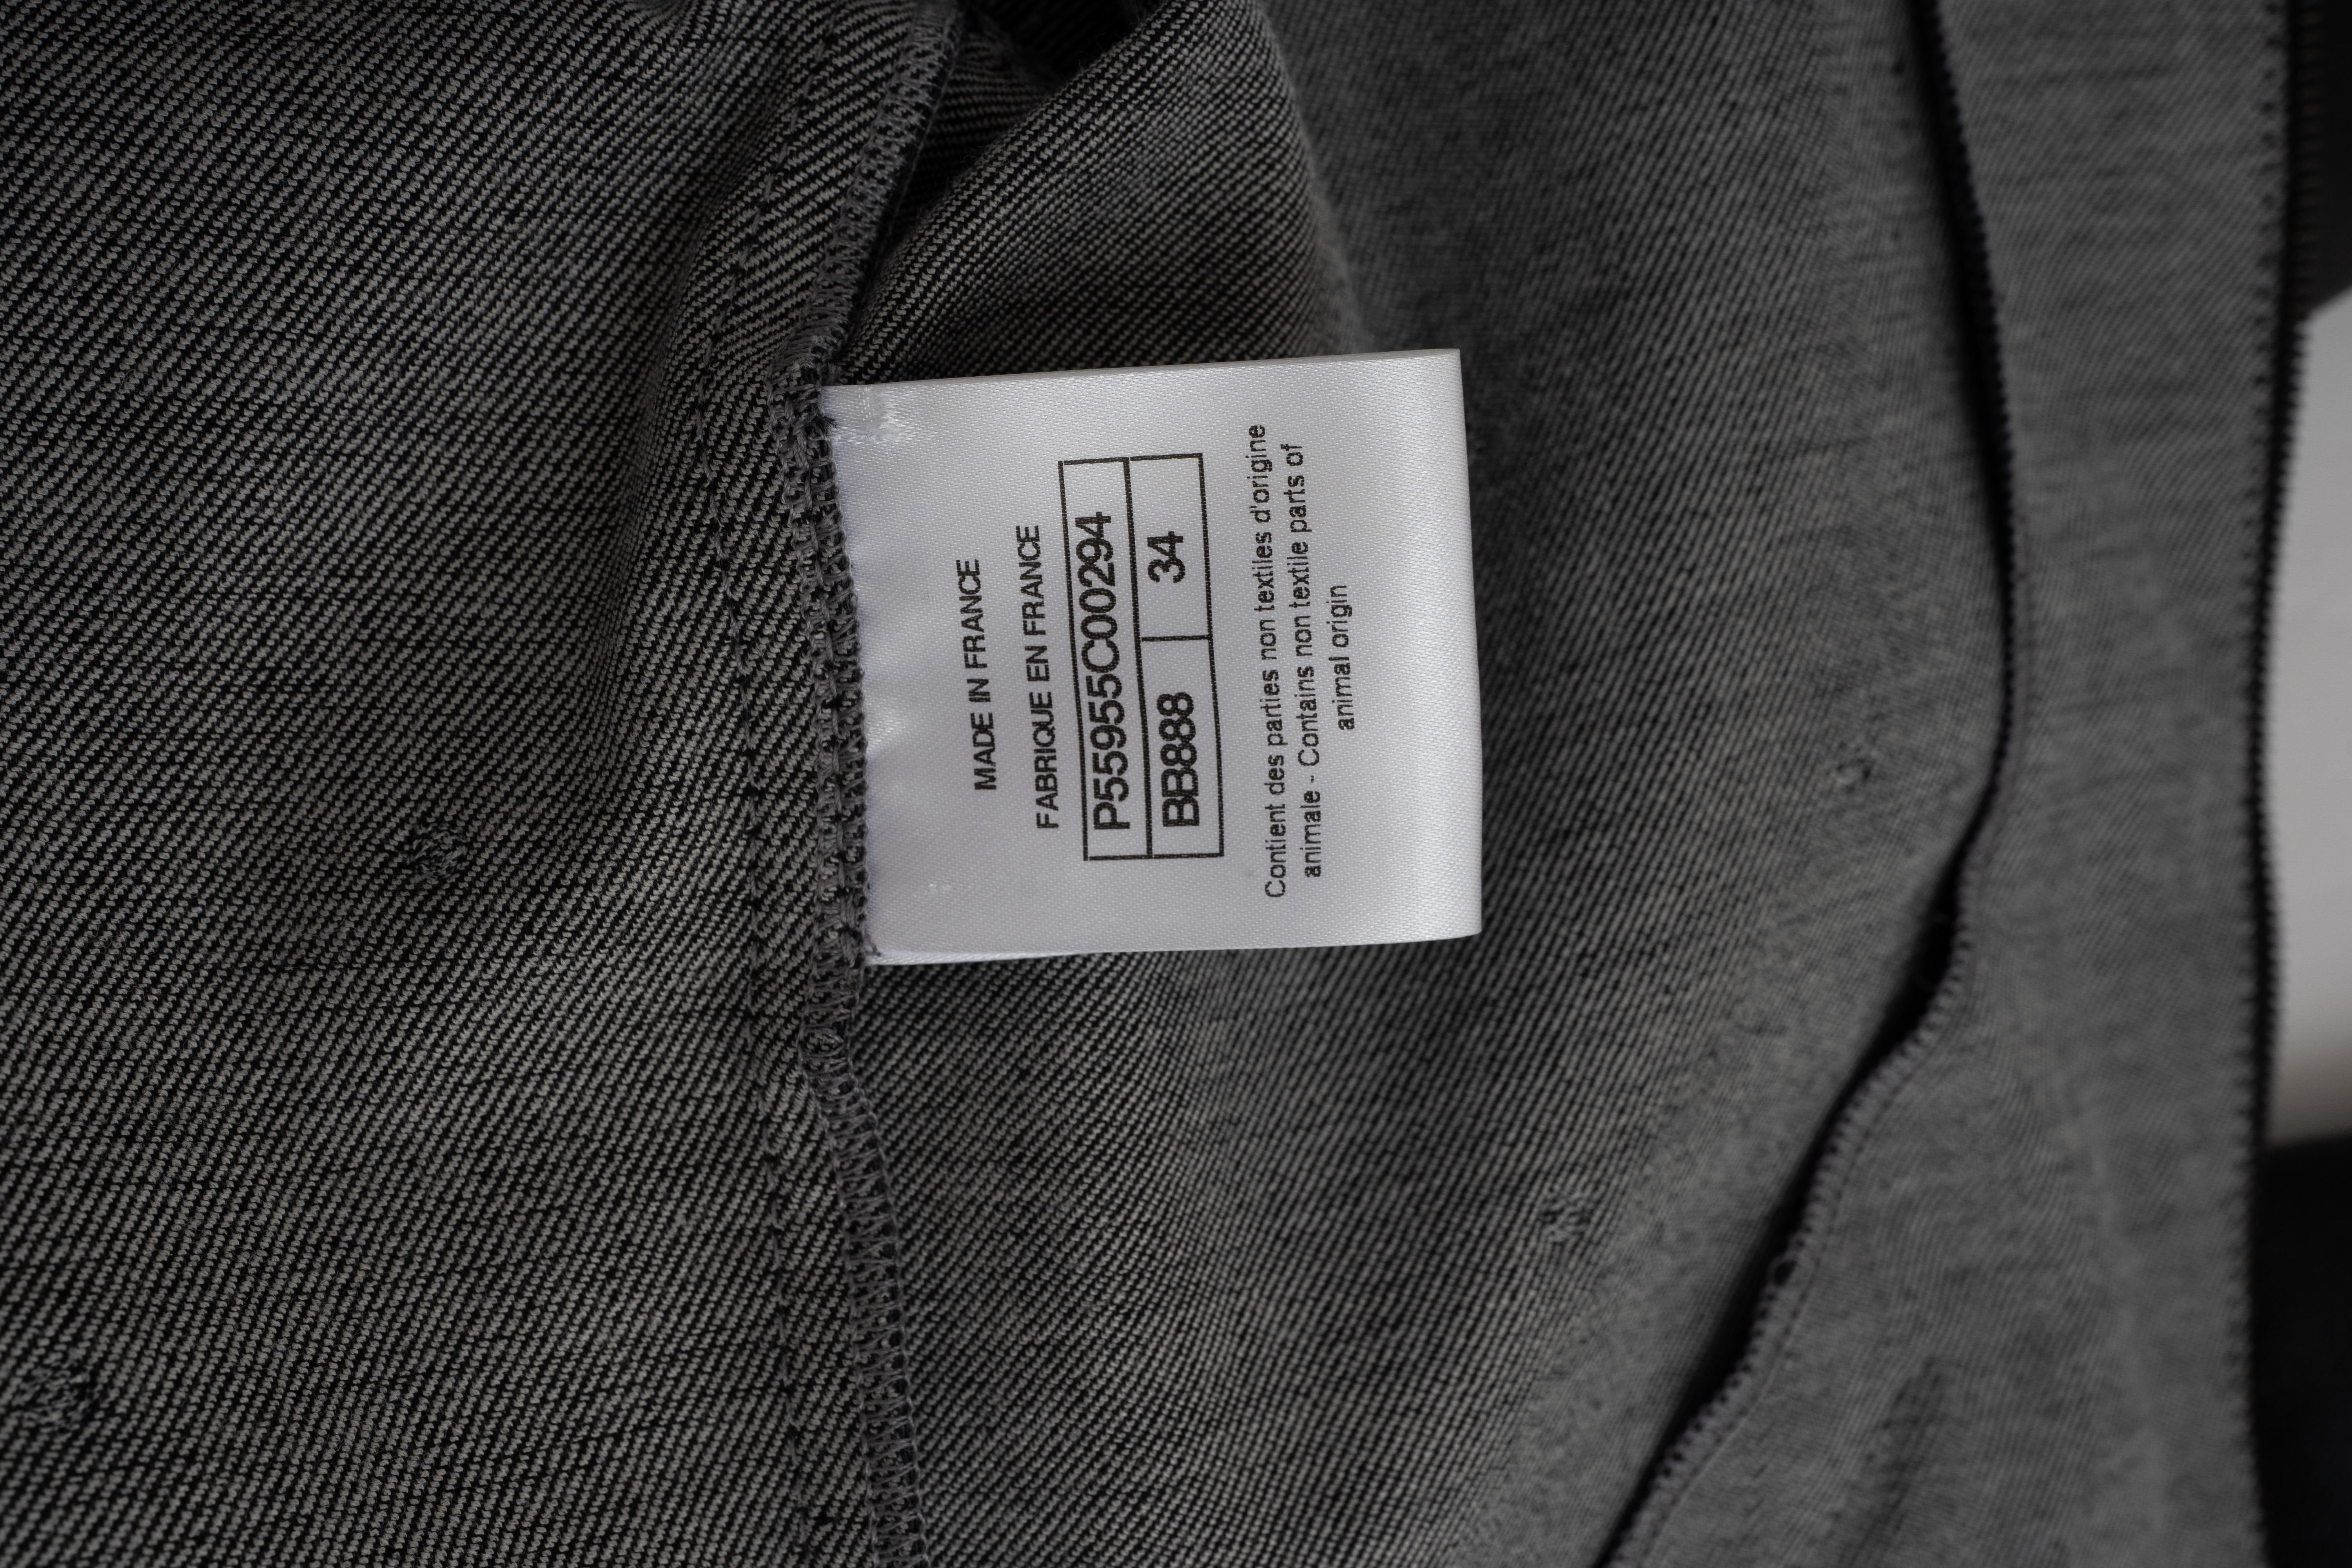 MADE IN FRANCE
FABRIQUE EN FRANCE
P55955C00294
BB888 34
Contient des parties non textiles d'origine
animale - Contains non textile parts of
animal origin